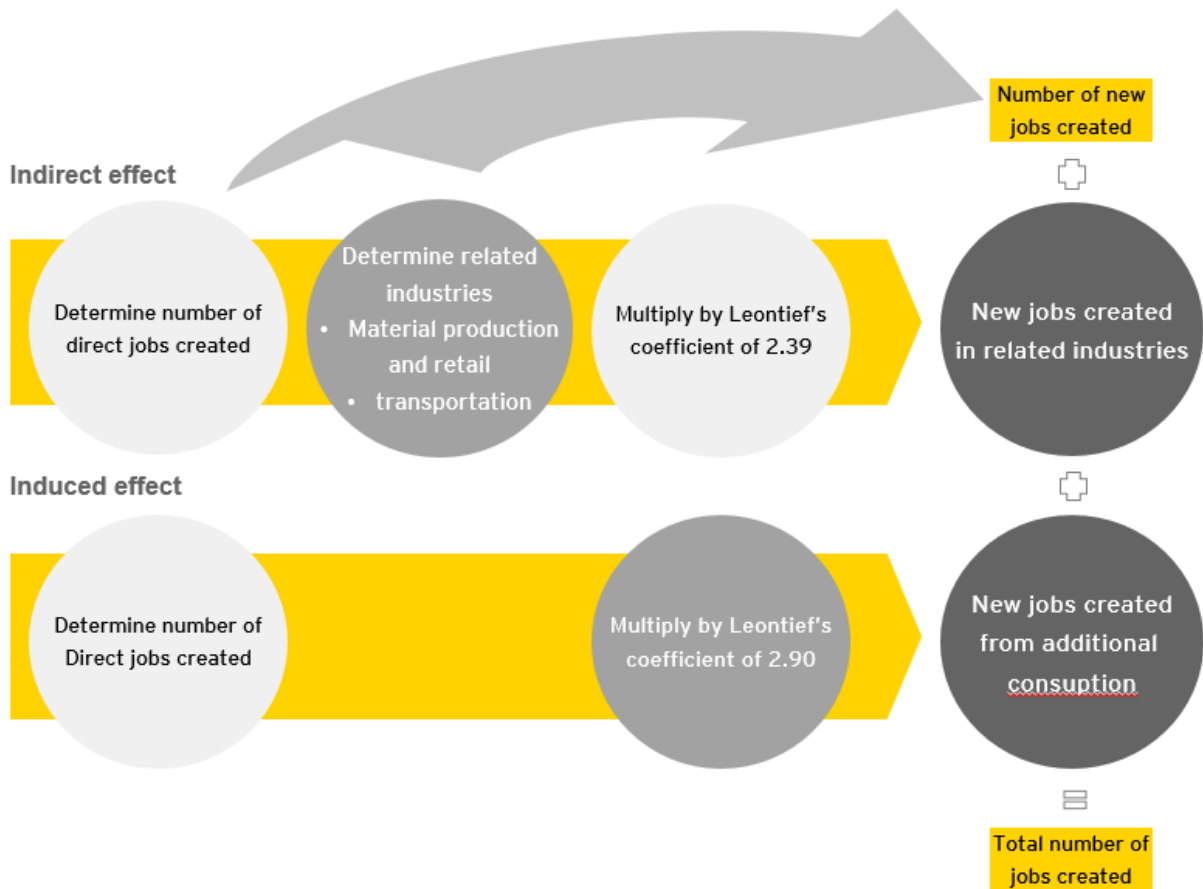 Number of new
jobs created
Indirect effect
Determine number of
direct jobs created
Determine related
industries
• Material production
and retail
• transportation
Multiply by Leontief's
coefficient of 2.39
New jobs created
in related industries
Induced effect
Determine number of
Direct jobs created
Multiply by Leontief's
coefficient of 2.90
New jobs created
from additional
consuption
Total number of
jobs created